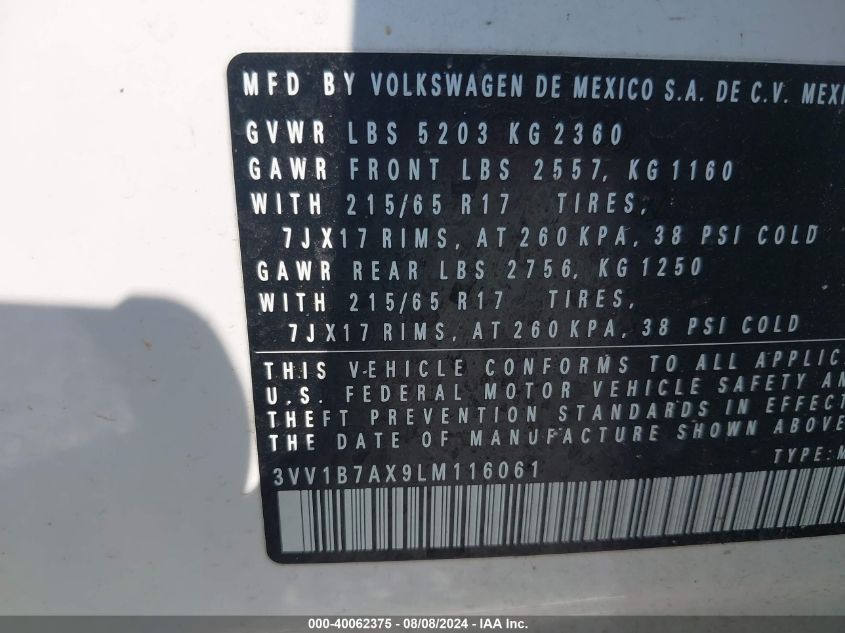 MFD BY VOLKSWAGEN DE MEXICO S.A. DE C.V.
GVWR LBS 5203 KG 2360
GAWR FRONT LBS 2557, KG 1160
WITH 215/65 R17 TIRES,
7JX17 RIMS, AT 260 KPA, 38 PSI COLD
GAWR REAR LBS 2756, KG 1250
WITH 215/65 R17 TIRES,
7JX17 RIMS, AT 260 KPA, 38 PSI COLD
THIS VEHICLE CONFORMS TO ALL
U.S. FEDERAL MOTOR VEHICLE SAFETY
THEFT PREVENTION STANDARDS IN EFFECT
THE DATE OF MANUFACTURE SHOWN ABOVE
TYPE:
3VV1B7AX9LM116061
000-40062375 - 08/08/2024 - IAA Inc.